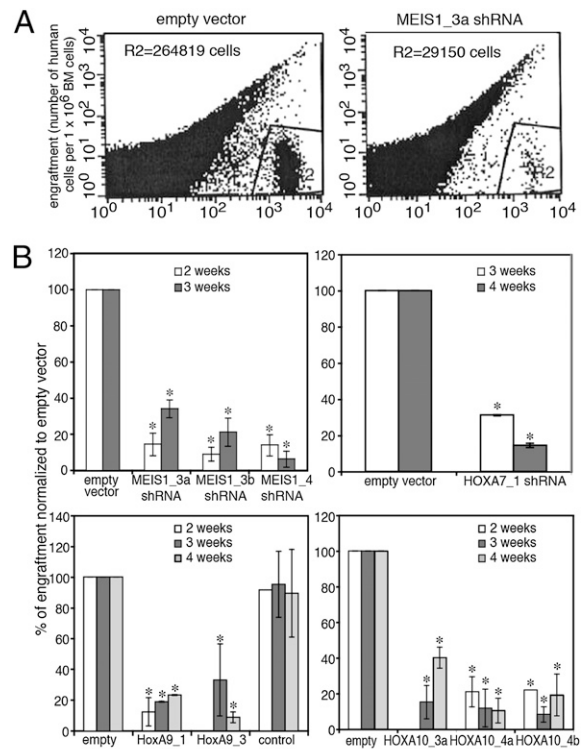 A
empty vector
MEIS1_3a shRNA
engraftment (number of human
cells per 1 x 10⁶ BM cells)
10⁴
10³
10²
10¹
10⁰
R2=264819 cells
10⁰ 10¹ 10² 10³ 10⁴
10⁴
10³
10²
10¹
10⁰
R2=29150 cells
R2
10⁰ 10¹ 10² 10³ 10⁴
B
% of engraftment normalized to empty vector
120
100
80
60
40
20
0
2 weeks
3 weeks
* * * * * *
empty vector
MEIS1_3a shRNA
MEIS1_3b shRNA
MEIS1_4 shRNA
120
100
80
60
40
20
0
3 weeks
4 weeks
* *
empty vector
HOXA7_1 shRNA
140
120
100
80
60
40
20
0
2 weeks
3 weeks
4 weeks
* * * * *
empty
HoxA9_1
HoxA9_3
control
120
100
80
60
40
20
0
2 weeks
3 weeks
4 weeks
* * * * * * * *
empty
HOXA10_3a
HOXA10_4a
HOXA10_4b